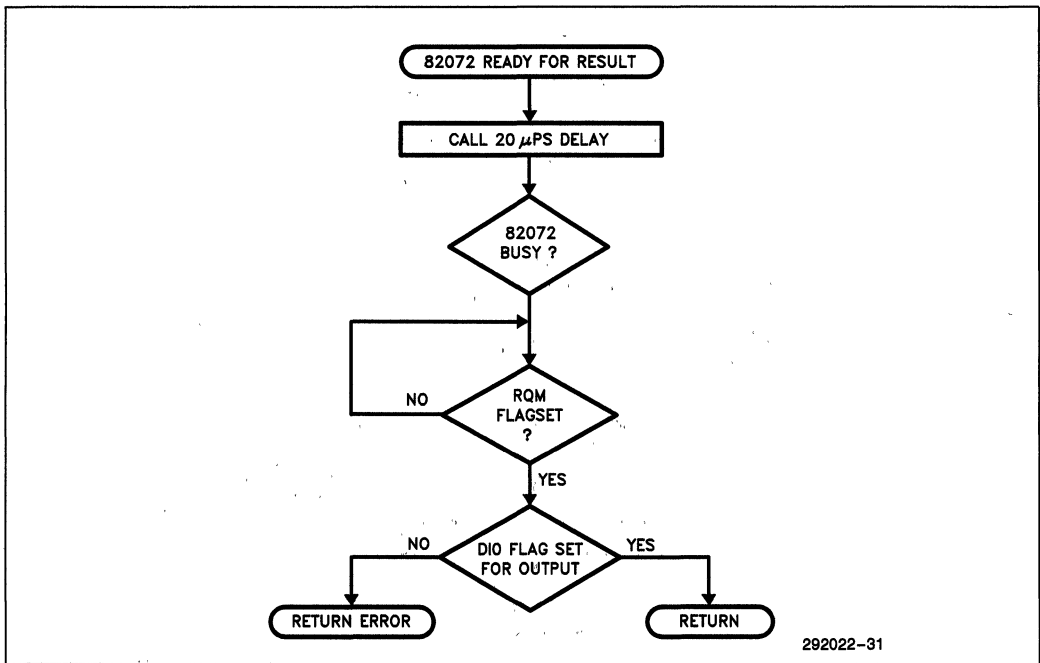 82072 READY FOR RESULT
CALL 20 μPS DELAY
82072
BUSY ?
RQM
FLAGSET
?
NO
YES
DIO FLAG SET
FOR OUTPUT
NO
YES
RETURN ERROR
RETURN
292022-31